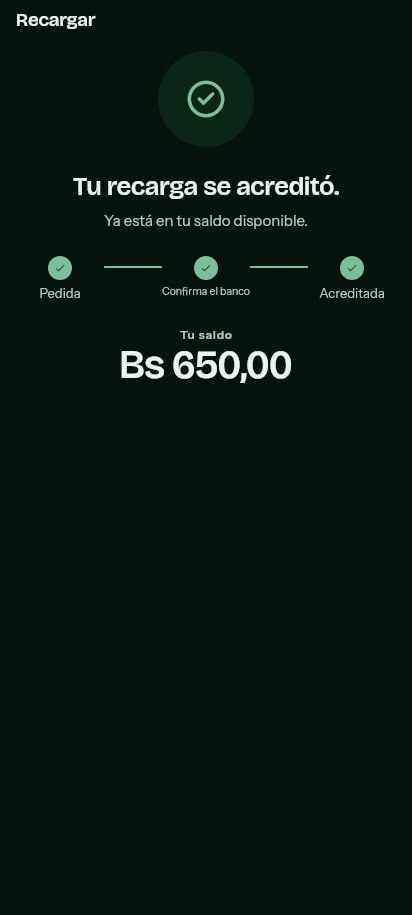 Recargar
Tu recarga se acreditó.
Ya está en tu saldo disponible.
Pedida
Confirma el banco
Acreditada
Tu saldo
Bs 650,00